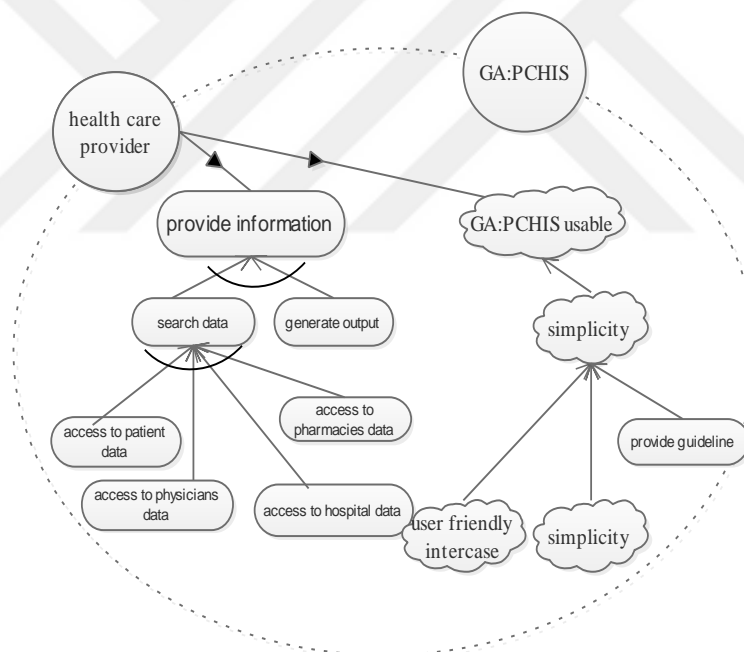 GA:PCHIS
health care
provider
provide information
GA:PCHIS usable
search data
generate output
simplicity
access to
pharmacies data
access to patient
data
provide guideline
access to physicians
data
access to hospital data
user friendly
intercase
simplicity